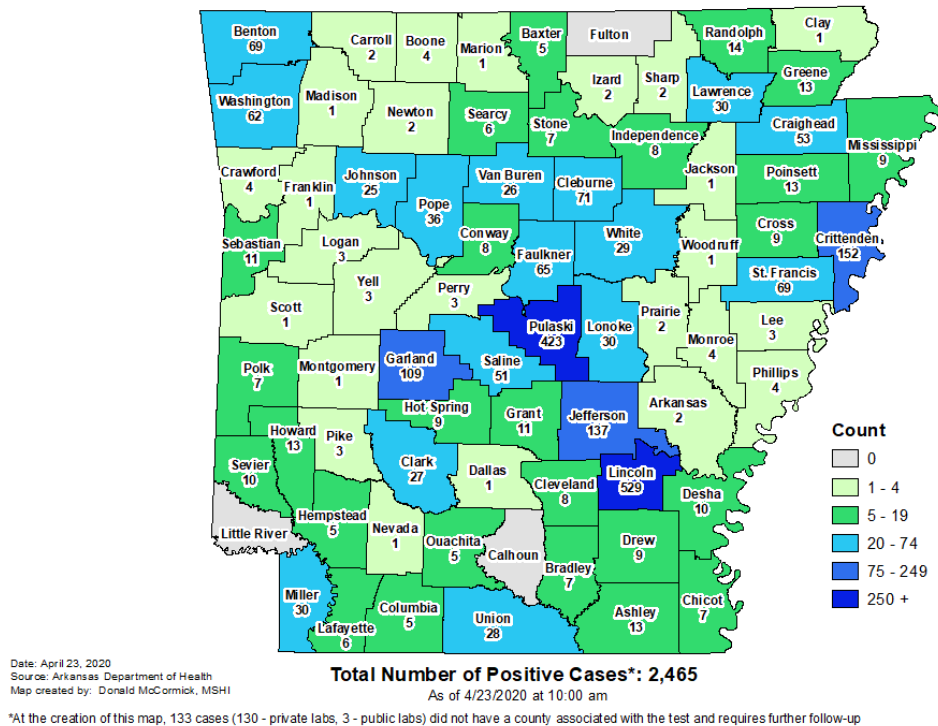 Benton
69
Carroll
2
Boone
4
Marion
1
Baxter
5
Fulton
Randolph
14
Clay
1
Washington
62
Madison
1
Newton
2
Searcy
6
Stone
7
Izard
2
Sharp
2
Lawrence
30
Greene
13
Independence
8
Craighead
53
Mississippi
9
Crawford
4
Franklin
1
Johnson
25
Pope
36
Van Buren
26
Cleburne
71
Jackson
1
Poinsett
13
Sebastian
11
Logan
3
Conway
8
Faulkner
65
White
29
Woodruff
1
Cross
9
Crittenden
152
St. Francis
69
Scott
1
Yell
3
Perry
3
Pulaski
423
Lonoke
30
Prairie
2
Monroe
4
Lee
3
Phillips
4
Polk
7
Montgomery
1
Garland
109
Saline
51
Hot Spring
9
Grant
11
Jefferson
137
Arkansas
2
Howard
13
Pike
3
Sevier
10
Clark
27
Dallas
1
Cleveland
8
Lincoln
529
Desha
10
Little River
Hempstead
5
Nevada
1
Ouachita
5
Calhoun
Bradley
7
Drew
9
Miller
30
Lafayette
6
Columbia
5
Union
28
Ashley
13
Chicot
7
Count
0
1 - 4
5 - 19
20 - 74
75 - 249
250 +
Date: April 23, 2020
Source: Arkansas Department of Health
Map created by: Donald McCormick, MSHI
Total Number of Positive Cases*: 2,465
As of 4/23/2020 at 10:00 am
*At the creation of this map, 133 cases (130 - private labs, 3 - public labs) did not have a county associated with the test and requires further follow-up